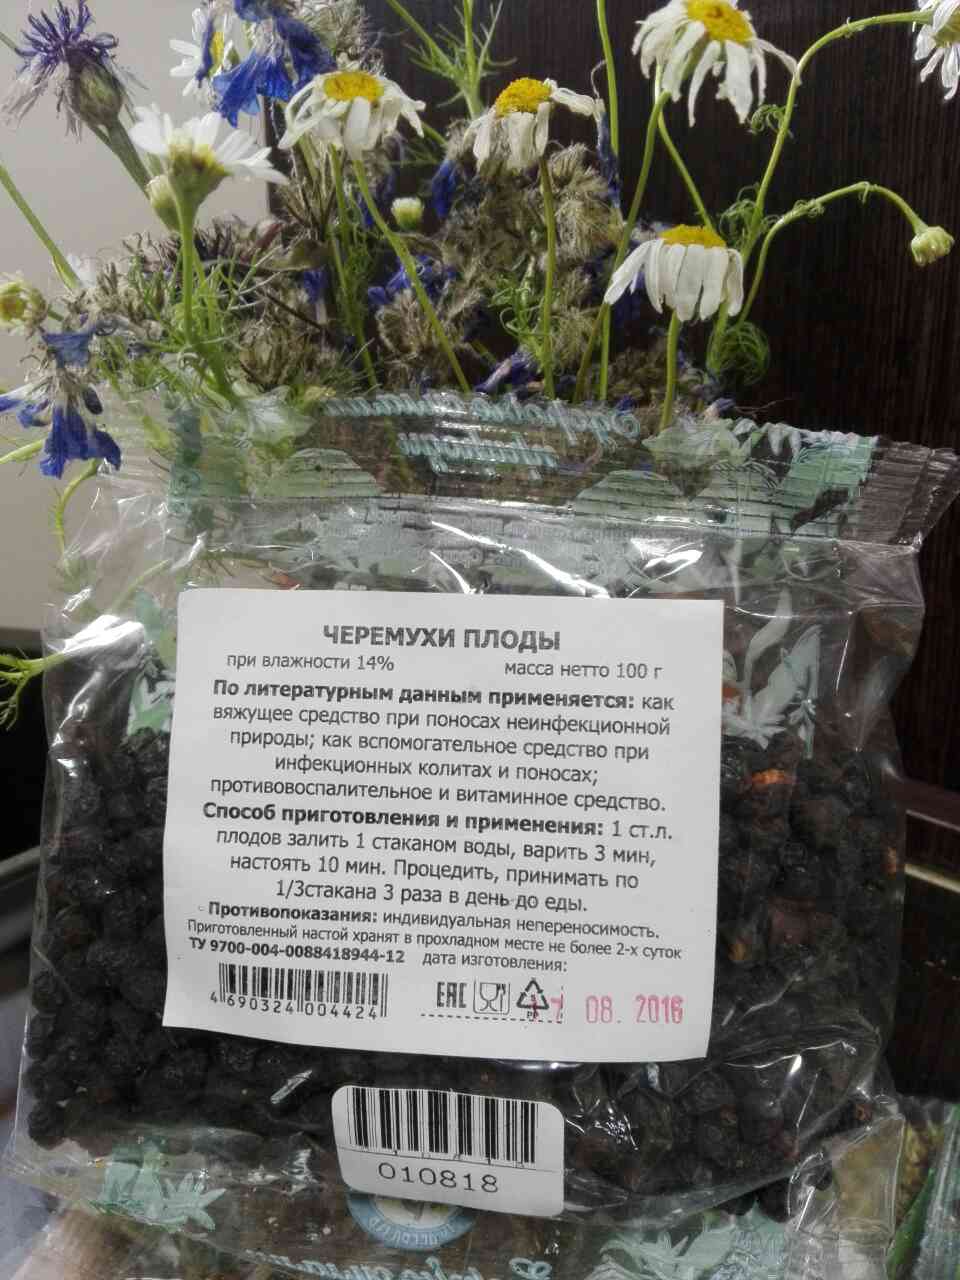 ЧЕРЕМУХИ ПЛОДЫ
при влажности 14% масса нетто 100 г
По литературным данным применяется: как
вяжущее средство при поносах неинфекционной
природы; как вспомогательное средство при
инфекционных колитах и поносах;
противовоспалительное и витаминное средство.
Способ приготовления и применения: 1 ст.л.
плодов залить 1 стаканом воды, варить 3 мин,
настоять 10 мин. Процедить, принимать по
1/3стакана 3 раза в день до еды.
Противопоказания: индивидуальная непереносимость.
Приготовленный настой хранят в прохладном месте не более 2-х суток
ТУ 9700-004-0088418944-12 дата изготовления:
4 690324 004424
EAC PP 17 08. 2016
010818